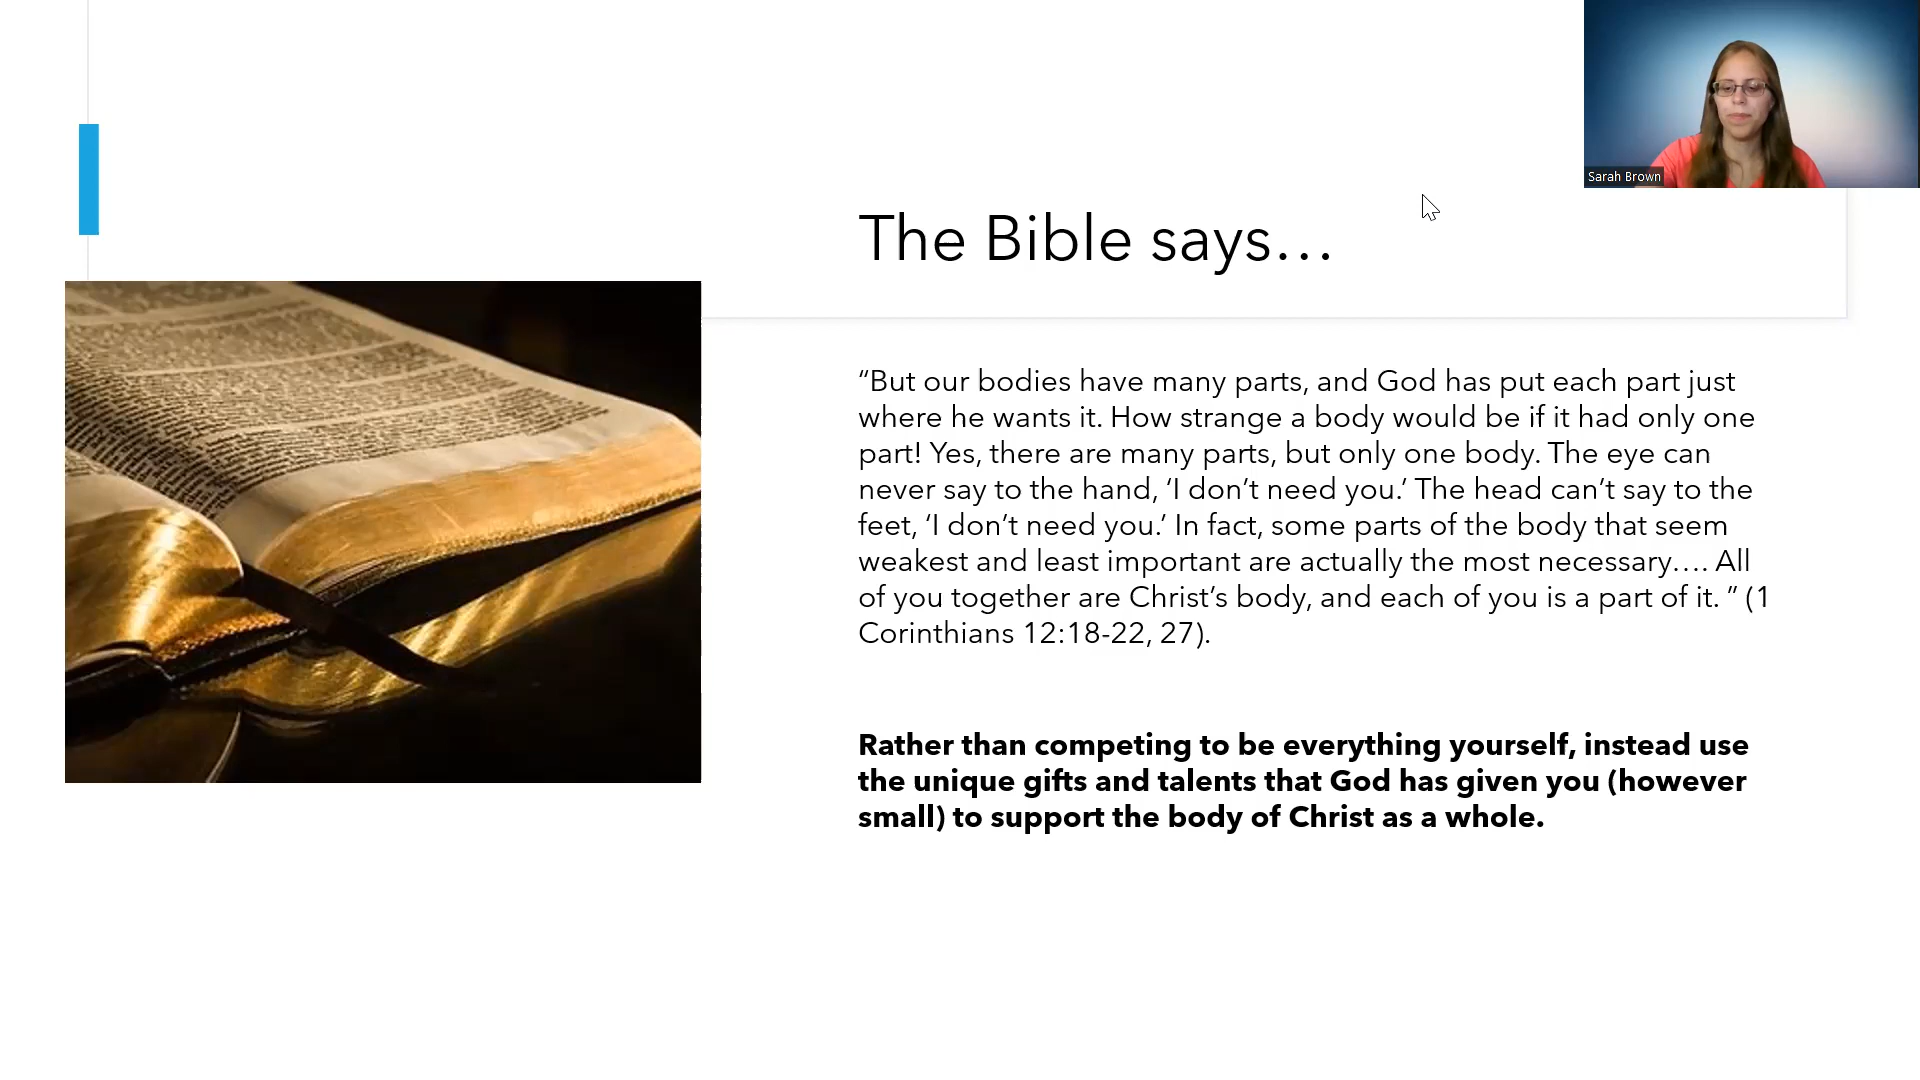 Sarah Brown
The Bible says…
“But our bodies have many parts, and God has put each part just
where he wants it. How strange a body would be if it had only one
part! Yes, there are many parts, but only one body. The eye can
never say to the hand, ‘I don’t need you.’ The head can’t say to the
feet, ‘I don’t need you.’ In fact, some parts of the body that seem
weakest and least important are actually the most necessary…. All
of you together are Christ’s body, and each of you is a part of it. ” (1
Corinthians 12:18-22, 27).
Rather than competing to be everything yourself, instead use
the unique gifts and talents that God has given you (however
small) to support the body of Christ as a whole.